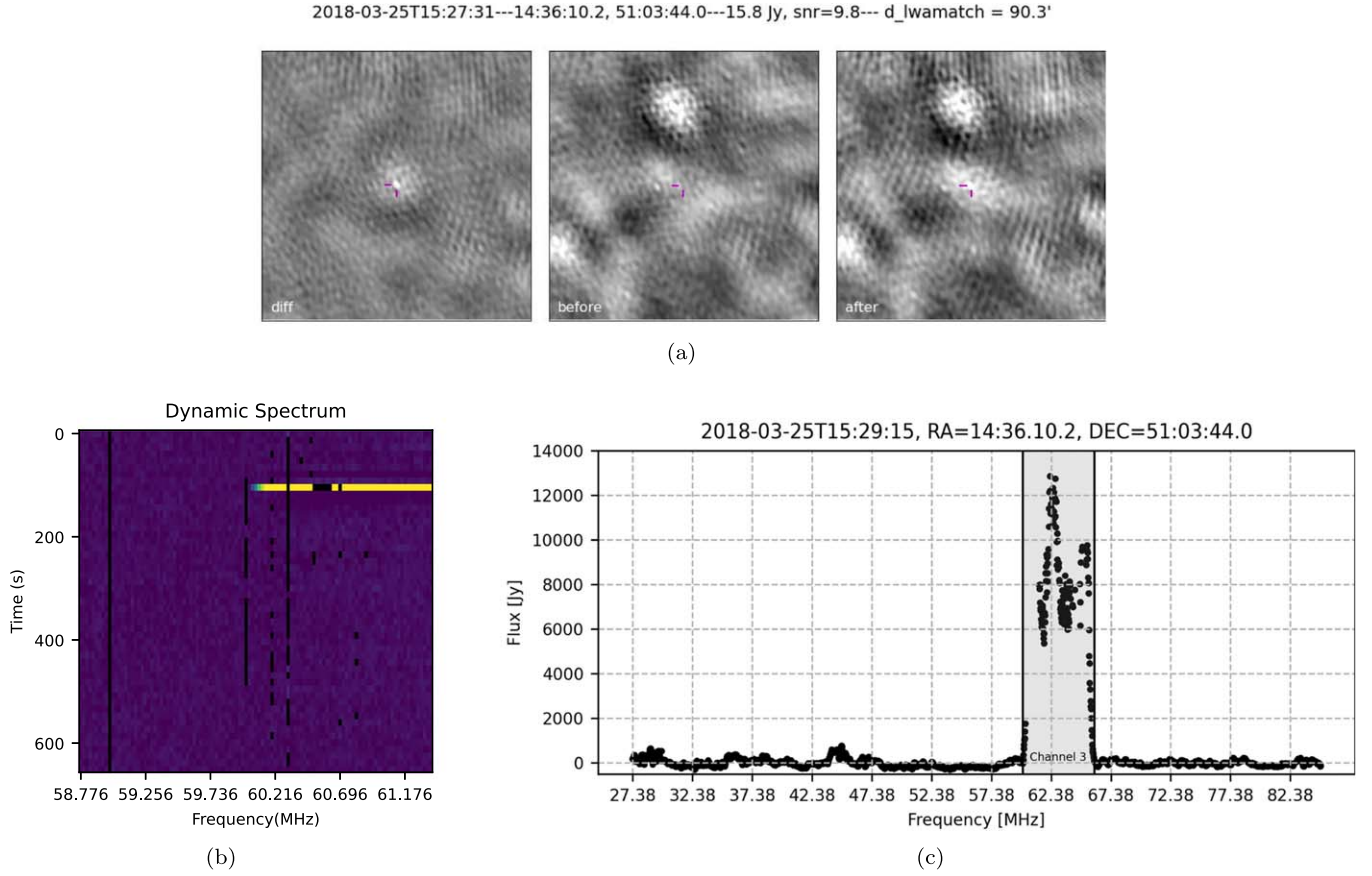 2018-03-25T15:27:31---14:36:10.2, 51:03:44.0---15.8 Jy, snr=9.8--- d_lwamatch = 90.3'
diff
before
after
(a)
Dynamic Spectrum
0
200
400
600
Time (s)
58.776 59.256 59.736 60.216 60.696 61.176
Frequency(MHz)
(b)
2018-03-25T15:29:15, RA=14:36.10.2, DEC=51:03:44.0
14000
12000
10000
8000
6000
4000
2000
0
Flux [Jy]
Channel 3
27.38 32.38 37.38 42.38 47.38 52.38 57.38 62.38 67.38 72.38 77.38 82.38
Frequency [MHz]
(c)